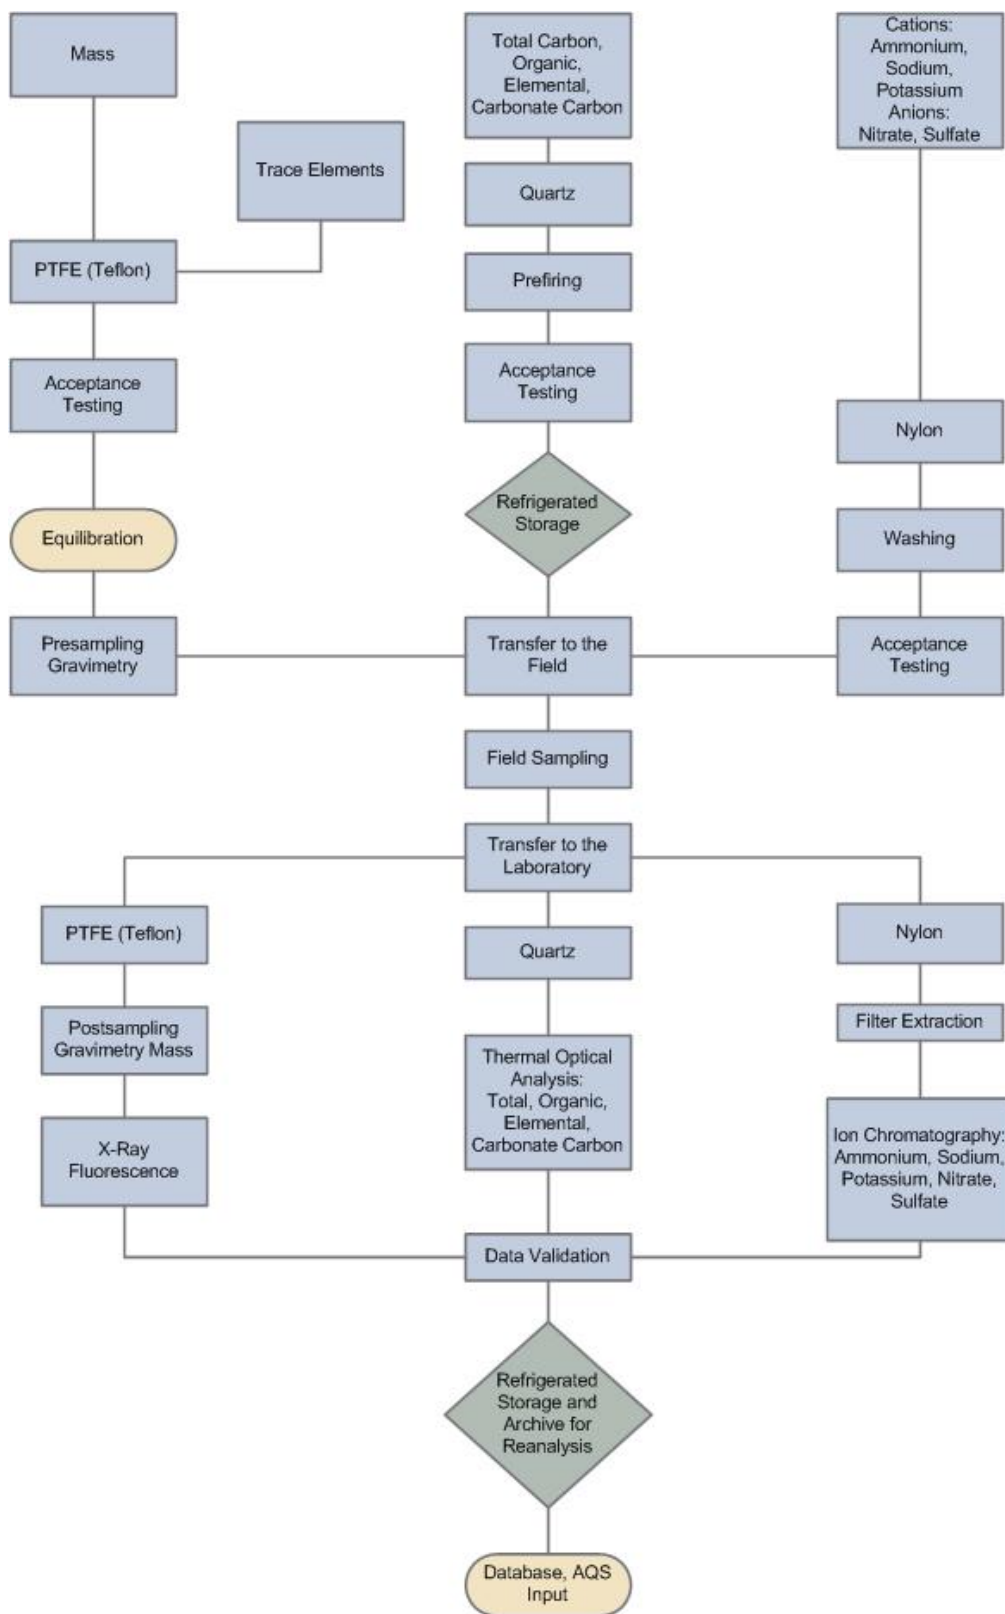 Mass
Total Carbon,
Organic,
Elemental,
Carbonate Carbon
Cations:
Ammonium,
Sodium,
Potassium
Anions:
Nitrate, Sulfate
Trace Elements
Quartz
PTFE (Teflon)
Prefiring
Acceptance
Testing
Acceptance
Testing
Nylon
Refrigerated
Storage
Equilibration
Washing
Presampling
Gravimetry
Transfer to the
Field
Acceptance
Testing
Field Sampling
Transfer to the
Laboratory
PTFE (Teflon)
Quartz
Nylon
Postsampling
Gravimetry Mass
Filter Extraction
Thermal Optical
Analysis:
Total, Organic,
Elemental,
Carbonate Carbon
X-Ray
Fluorescence
Ion Chromatography:
Ammonium, Sodium,
Potassium, Nitrate,
Sulfate
Data Validation
Refrigerated
Storage and
Archive for
Reanalysis
Database, AQS
Input